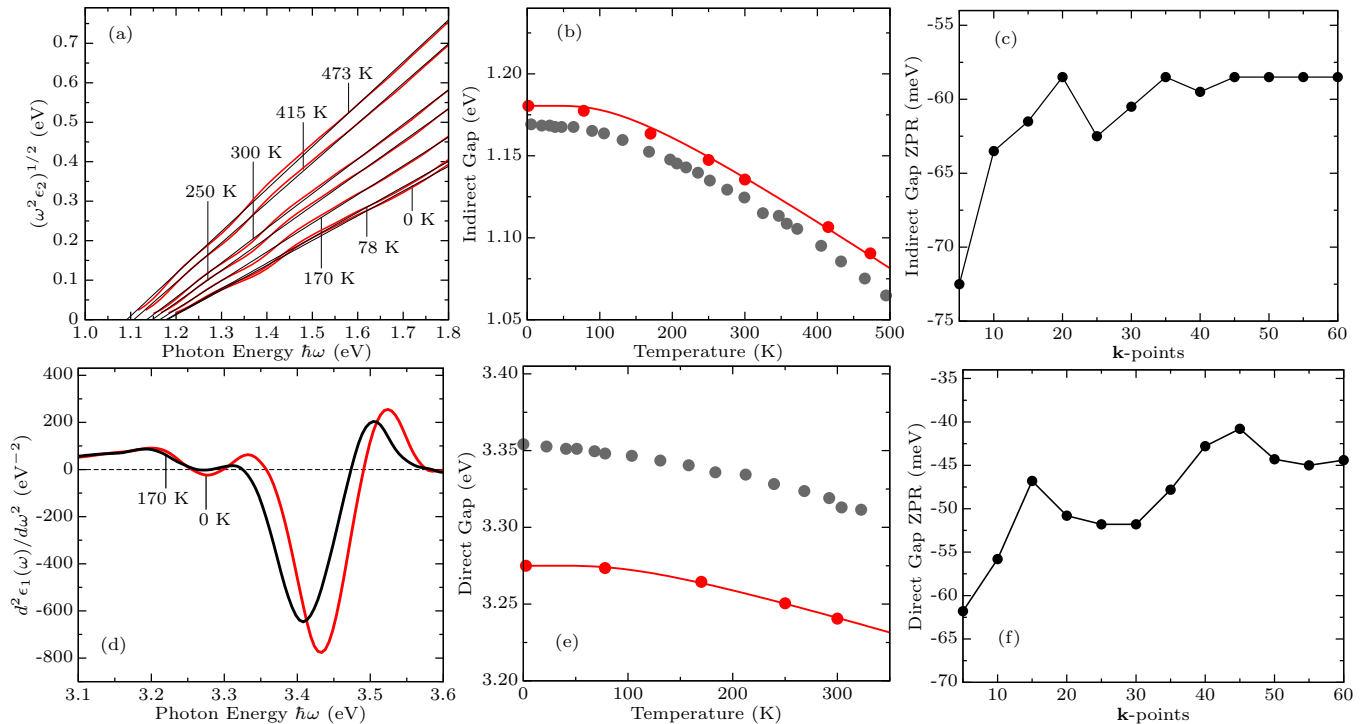 (a)
0.7
0.6
0.5
0.4
0.3
0.2
0.1
0
(ω²ϵ₂)¹/² (eV)
473 K
415 K
300 K
250 K
0 K
78 K
170 K
1.0 1.1 1.2 1.3 1.4 1.5 1.6 1.7 1.8
Photon Energy ℏω (eV)
(b)
1.20
1.15
1.10
1.05
Indirect Gap (eV)
0 100 200 300 400 500
Temperature (K)
(c)
-55
-60
-65
-70
-75
Indirect Gap ZPR (meV)
10 20 30 40 50 60
k-points
400
200
0
-200
-400
-600
-800
d²ϵ₁(ω)/dω² (eV⁻²)
170 K
0 K
(d)
3.1 3.2 3.3 3.4 3.5 3.6
Photon Energy ℏω (eV)
3.40
3.35
3.30
3.25
3.20
Direct Gap (eV)
(e)
0 100 200 300
Temperature (K)
-35
-40
-45
-50
-55
-60
-65
-70
Direct Gap ZPR (meV)
(f)
10 20 30 40 50 60
k-points